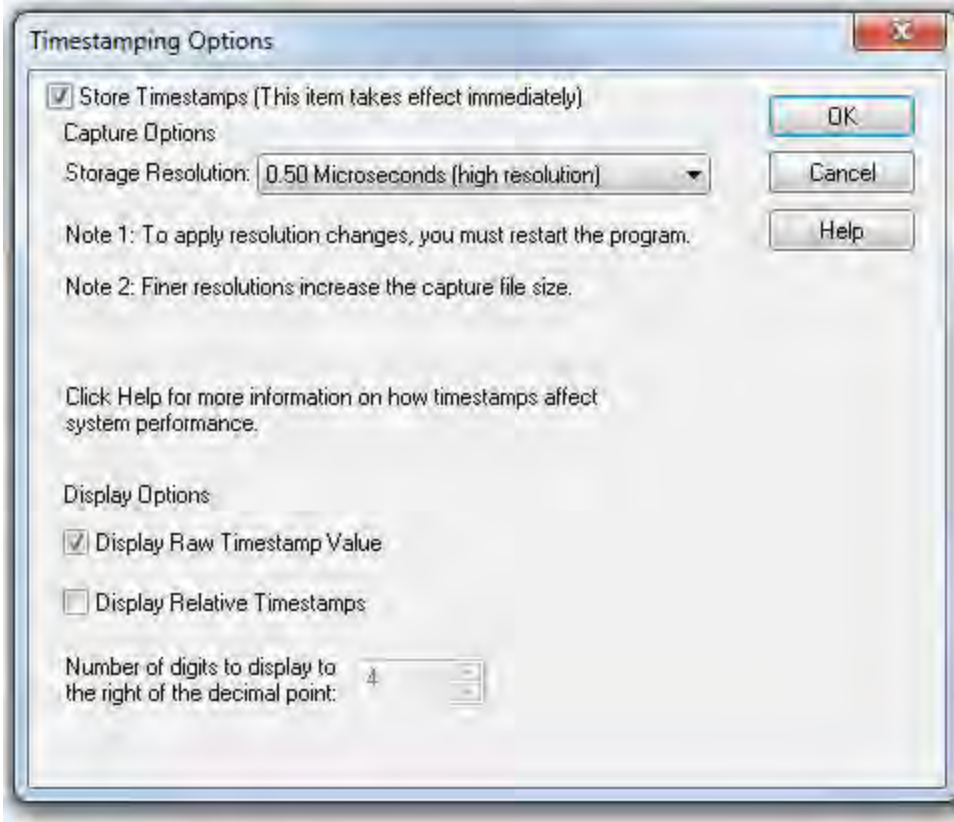 Timestamping Options
Store Timestamps (This item takes effect immediately)
OK
Capture Options
Storage Resolution: 0.50 Microseconds (high resolution)
Cancel
Note 1: To apply resolution changes, you must restart the program.
Help
Note 2: Finer resolutions increase the capture file size.
Click Help for more information on how timestamps affect
system performance.
Display Options
Display Raw Timestamp Value
Display Relative Timestamps
Number of digits to display to
the right of the decimal point: 4